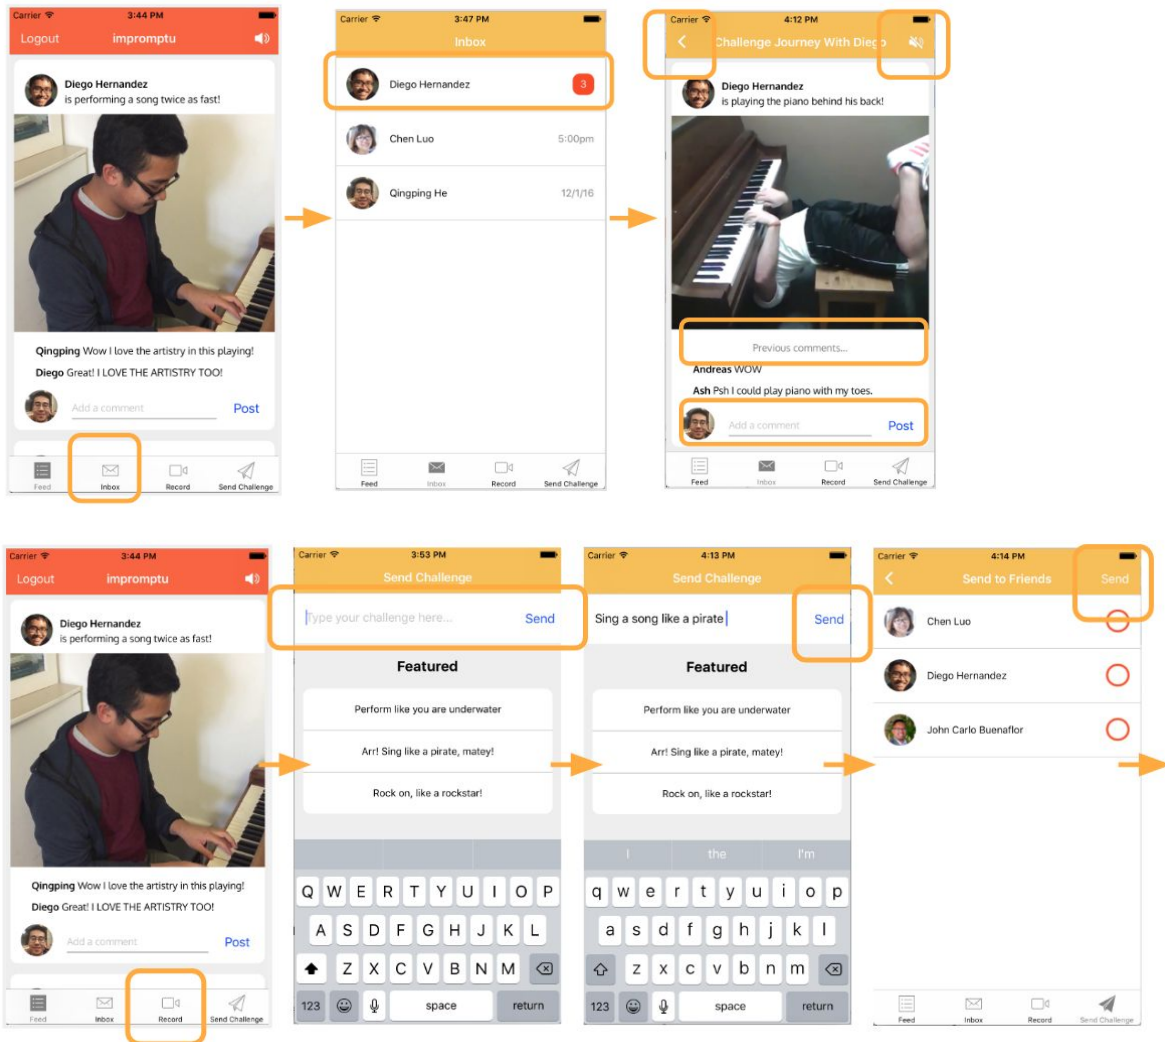 Carrier 3:44 PM
Logout impromptu
Diego Hernandez
is performing a song twice as fast!
Qingping Wow I love the artistry in this playing!
Diego Great! I LOVE THE ARTISTRY TOO!
Add a comment Post
Feed Inbox Record Send Challenge
Carrier 3:47 PM
Inbox
Diego Hernandez 3
Chen Luo 5:00pm
Qingping He 12/1/16
Feed Inbox Record Send Challenge
Carrier 4:12 PM
Challenge Journey With Diego
Diego Hernandez
is playing the piano behind his back!
Previous comments...
Andreas WOW
Ash Psh I could play piano with my toes.
Add a comment Post
Feed Inbox Record Send Challenge
Carrier 3:44 PM
Logout impromptu
Diego Hernandez
is performing a song twice as fast!
Qingping Wow I love the artistry in this playing!
Diego Great! I LOVE THE ARTISTRY TOO!
Add a comment Post
Feed Inbox Record Send Challenge
Carrier 3:53 PM
Send Challenge
Type your challenge here... Send
Featured
Perform like you are underwater
Arr! Sing like a pirate, matey!
Rock on, like a rockstar!
Q W E R T Y U I O P
A S D F G H J K L
Z X C V B N M
123 space return
Carrier 4:13 PM
Send Challenge
Sing a song like a pirate Send
Featured
Perform like you are underwater
Arr! Sing like a pirate, matey!
Rock on, like a rockstar!
I the I'm
q w e r t y u i o p
a s d f g h j k l
z x c v b n m
123 space return
Carrier 4:14 PM
Send to Friends Send
Chen Luo
Diego Hernandez
John Carlo Buenaflor
Feed Inbox Record Send Challenge